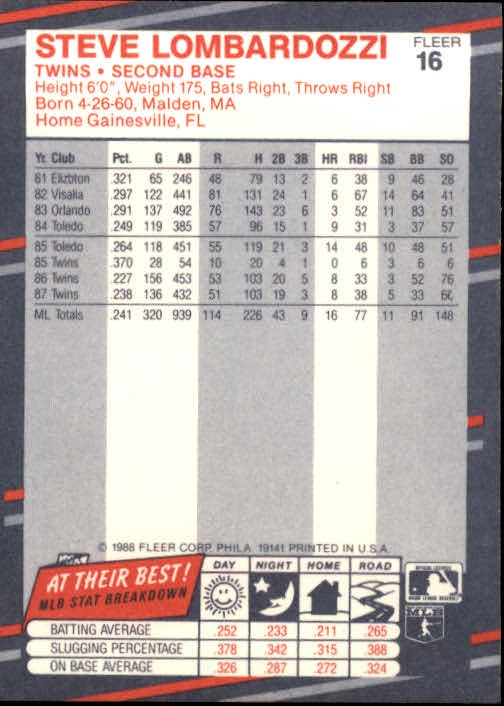 STEVE LOMBARDOZZI
FLEER
16
TWINS • SECOND BASE
Height 6'0", Weight 175, Bats Right, Throws Right
Born 4-26-60, Malden, MA
Home Gainesville, FL
Yr. Club Pct. G AB R H 2B 3B HR RBI SB BB SO
81 Elizbton .321 65 246 48 79 13 2 6 38 9 46 28
82 Visalia .297 122 441 81 131 24 1 6 67 14 64 41
83 Orlando .291 137 492 76 143 23 6 3 52 11 83 51
84 Toledo .249 119 385 57 96 15 1 9 31 3 37 57
85 Toledo .264 118 451 55 119 21 3 14 48 10 48 51
85 Twins .370 28 54 10 20 4 1 0 6 3 6 6
86 Twins .227 156 453 53 103 20 5 8 33 3 52 76
87 Twins .238 136 432 51 103 19 3 8 38 5 33 66
ML Totals .241 320 939 114 226 43 9 16 77 11 91 148
© 1988 FLEER CORP. PHILA. 19141 PRINTED IN U.S.A.
AT THEIR BEST!
MLB STAT BREAKDOWN
DAY NIGHT HOME ROAD
BATTING AVERAGE .252 .233 .211 .265
SLUGGING PERCENTAGE .378 .342 .315 .388
ON BASE AVERAGE .326 .287 .272 .324
MLB